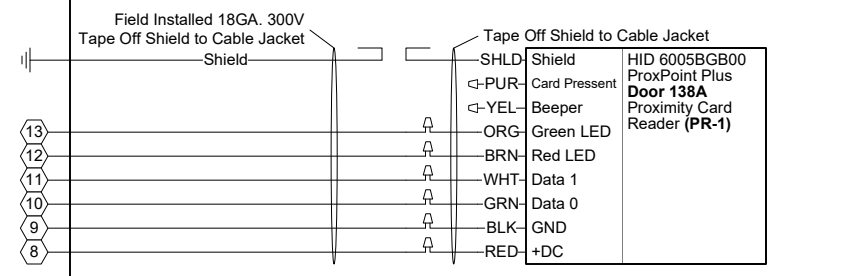 Field Installed 18GA. 300V
Tape Off Shield to Cable Jacket
Tape Off Shield to Cable Jacket
Shield
SHLD Shield
PUR Card Pressent
YEL Beeper
13 ORG Green LED
12 BRN Red LED
11 WHT Data 1
10 GRN Data 0
9 BLK GND
8 RED +DC
HID 6005BGB00
ProxPoint Plus
Door 138A
Proximity Card
Reader (PR-1)